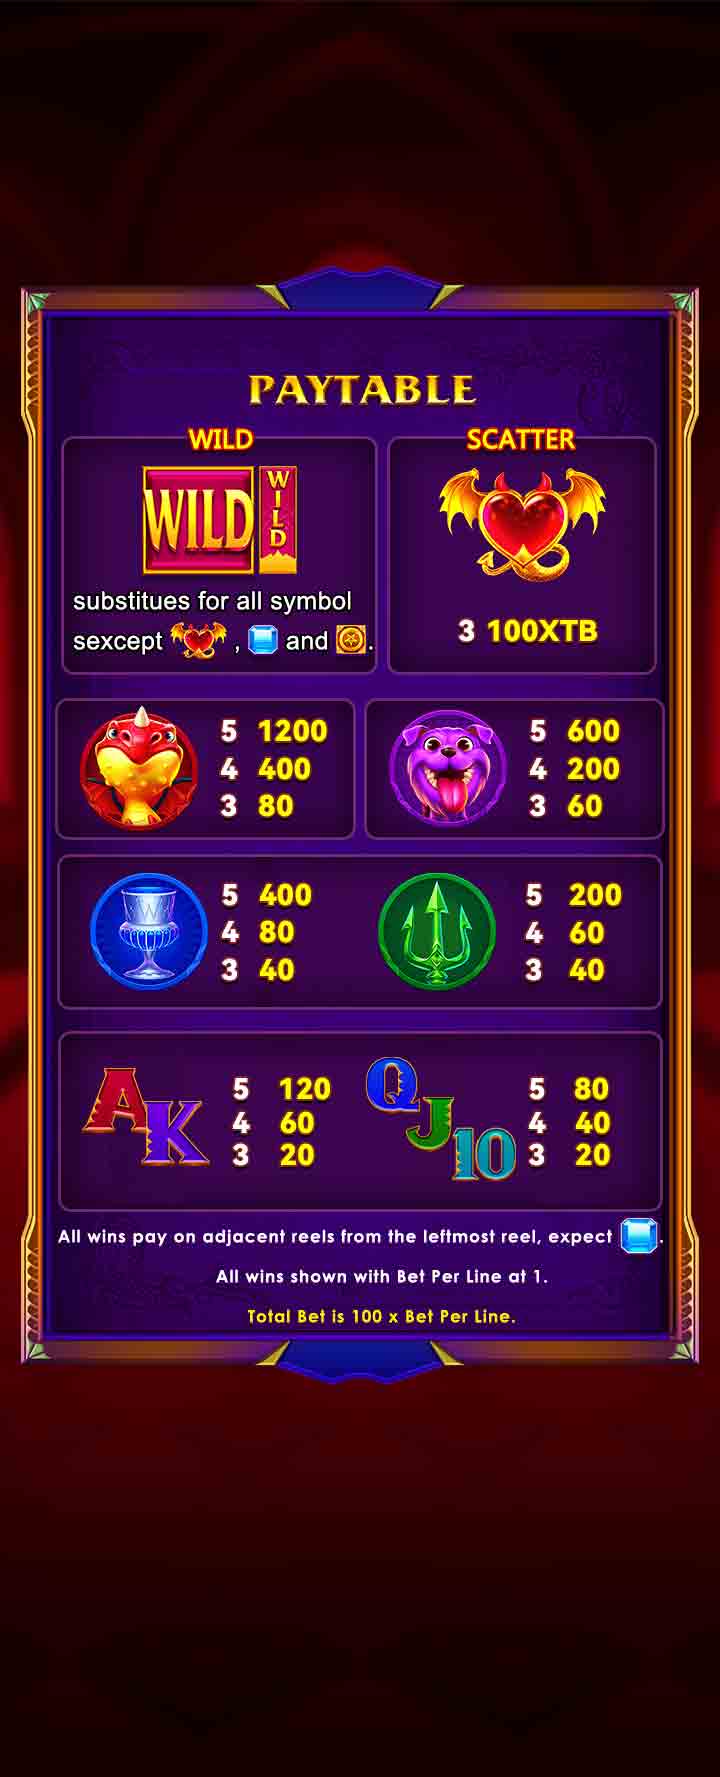 PAYTABLE
WILD
SCATTER
WILD WILD
substitues for all symbol
sexcept , and .
3 100XTB
5 1200
4 400
3 80
5 600
4 200
3 60
5 400
4 80
3 40
5 200
4 60
3 40
A K
5 120
4 60
3 20
Q J 10
5 80
4 40
3 20
All wins pay on adjacent reels from the leftmost reel, expect .
All wins shown with Bet Per Line at 1.
Total Bet is 100 x Bet Per Line.